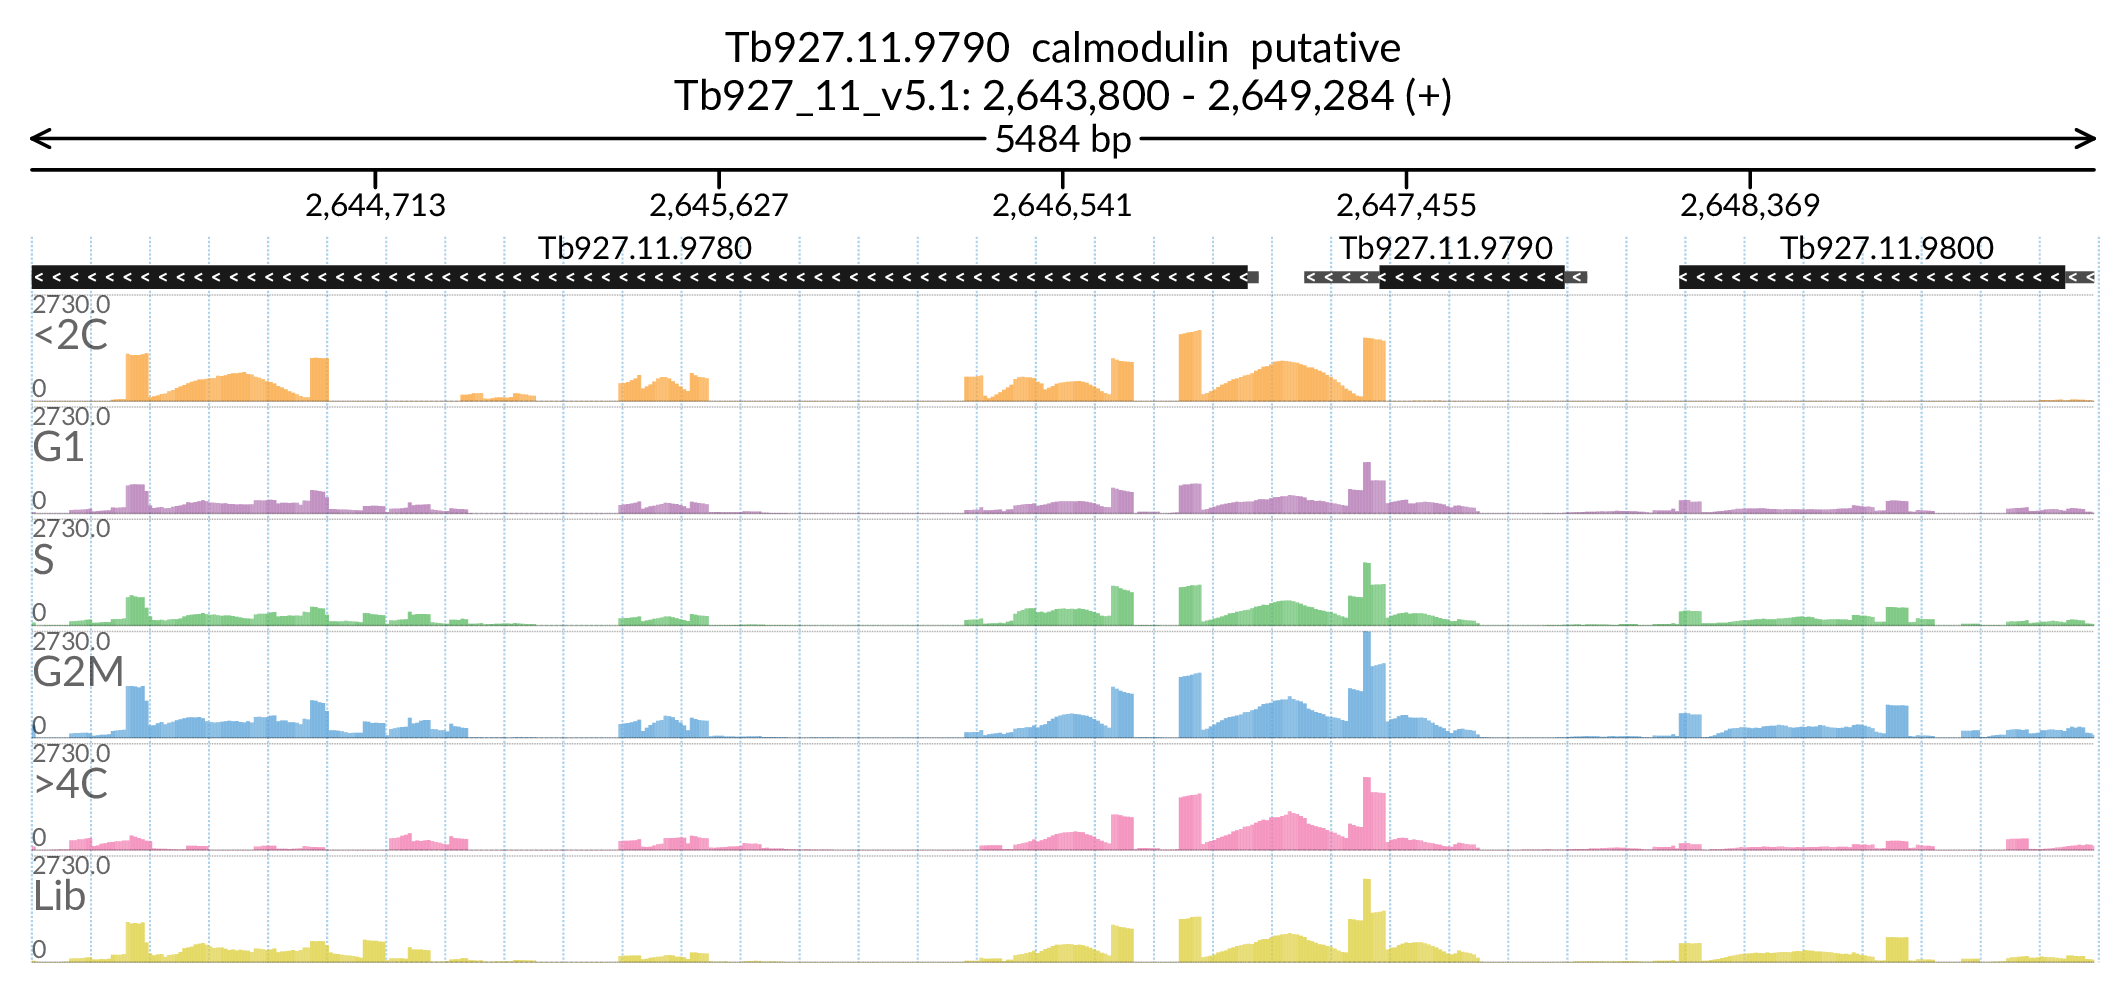 Tb927.11.9790 calmodulin putative
Tb927_11_v5.1: 2,643,800 - 2,649,284 (+)
5484 bp
2,644,713 2,645,627 2,646,541 2,647,455 2,648,369
Tb927.11.9780 Tb927.11.9790 Tb927.11.9800
2730.0
<2C
0
2730.0
G1
0
2730.0
S
0
2730.0
G2M
0
2730.0
>4C
0
2730.0
Lib
0